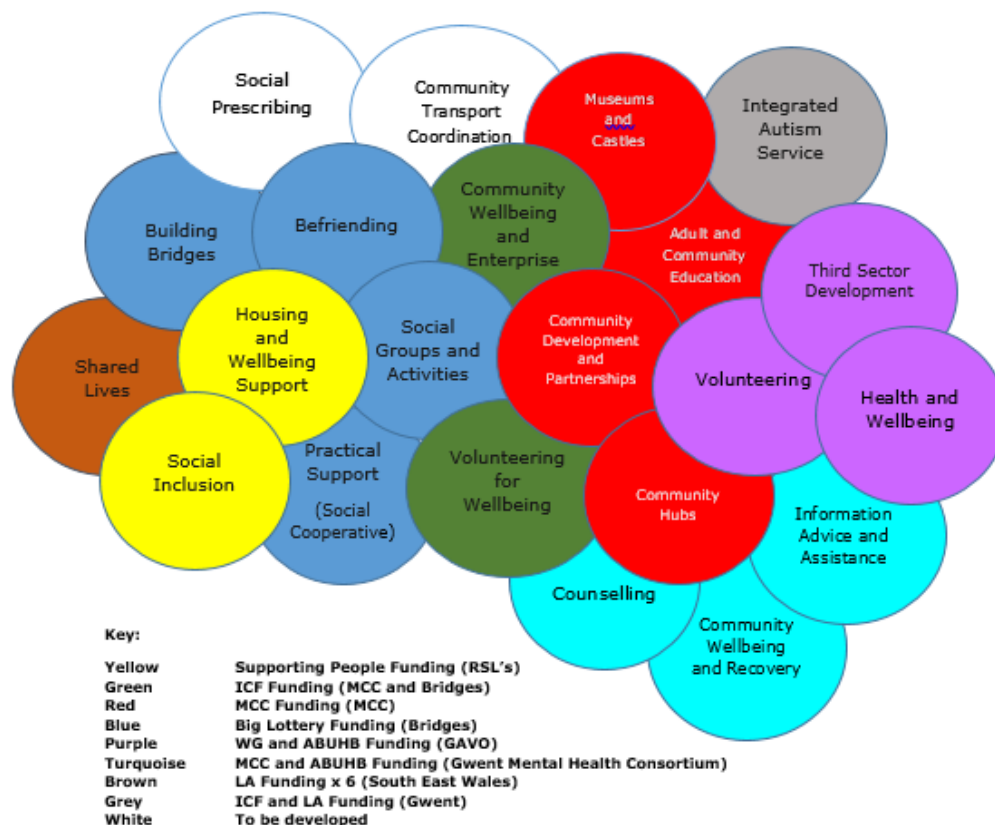 Social
Prescribing
Community
Transport
Coordination
Museums
and
Castles
Integrated
Autism
Service
Building
Bridges
Befriending
Community
Wellbeing
and
Enterprise
Adult and
Community
Education
Third Sector
Development
Shared
Lives
Housing
and
Wellbeing
Support
Social
Groups and
Activities
Community
Development
and
Partnerships
Volunteering
Health and
Wellbeing
Social
Inclusion
Practical
Support
(Social
Cooperative)
Volunteering
for
Wellbeing
Community
Hubs
Information
Advice and
Assistance
Counselling
Community
Wellbeing
and Recovery
Key:
Yellow Supporting People Funding (RSL's)
Green ICF Funding (MCC and Bridges)
Red MCC Funding (MCC)
Blue Big Lottery Funding (Bridges)
Purple WG and ABUHB Funding (GAVO)
Turquoise MCC and ABUHB Funding (Gwent Mental Health Consortium)
Brown LA Funding x 6 (South East Wales)
Grey ICF and LA Funding (Gwent)
White To be developed